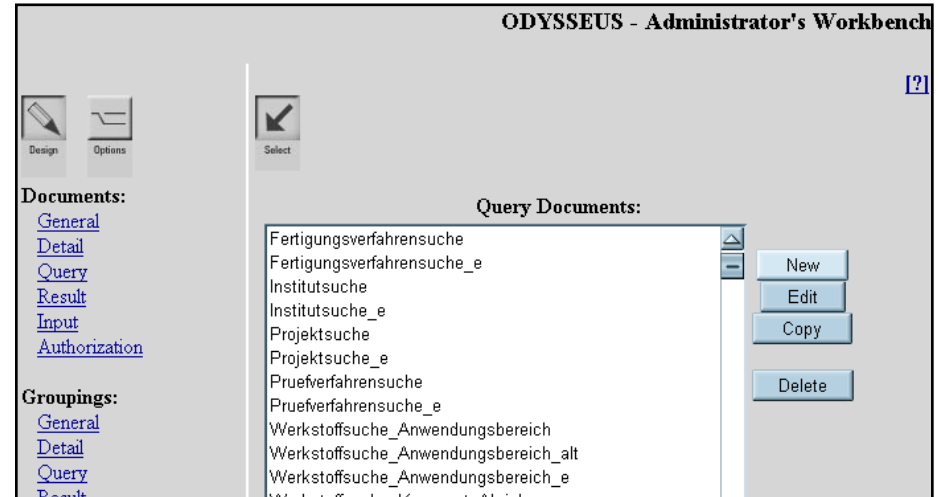 ODYSSEUS - Administrator's Workbench
[?]
Design
Options
Select
Documents:
General
Detail
Query
Result
Input
Authorization
Groupings:
General
Detail
Query
Result
Query Documents:
Fertigungsverfahrensuche
Fertigungsverfahrensuche_e
Institutsuche
Institutsuche_e
Projektsuche
Projektsuche_e
Pruefverfahrensuche
Pruefverfahrensuche_e
Werkstoffsuche_Anwendungsbereich
Werkstoffsuche_Anwendungsbereich_alt
Werkstoffsuche_Anwendungsbereich_e
New
Edit
Copy
Delete